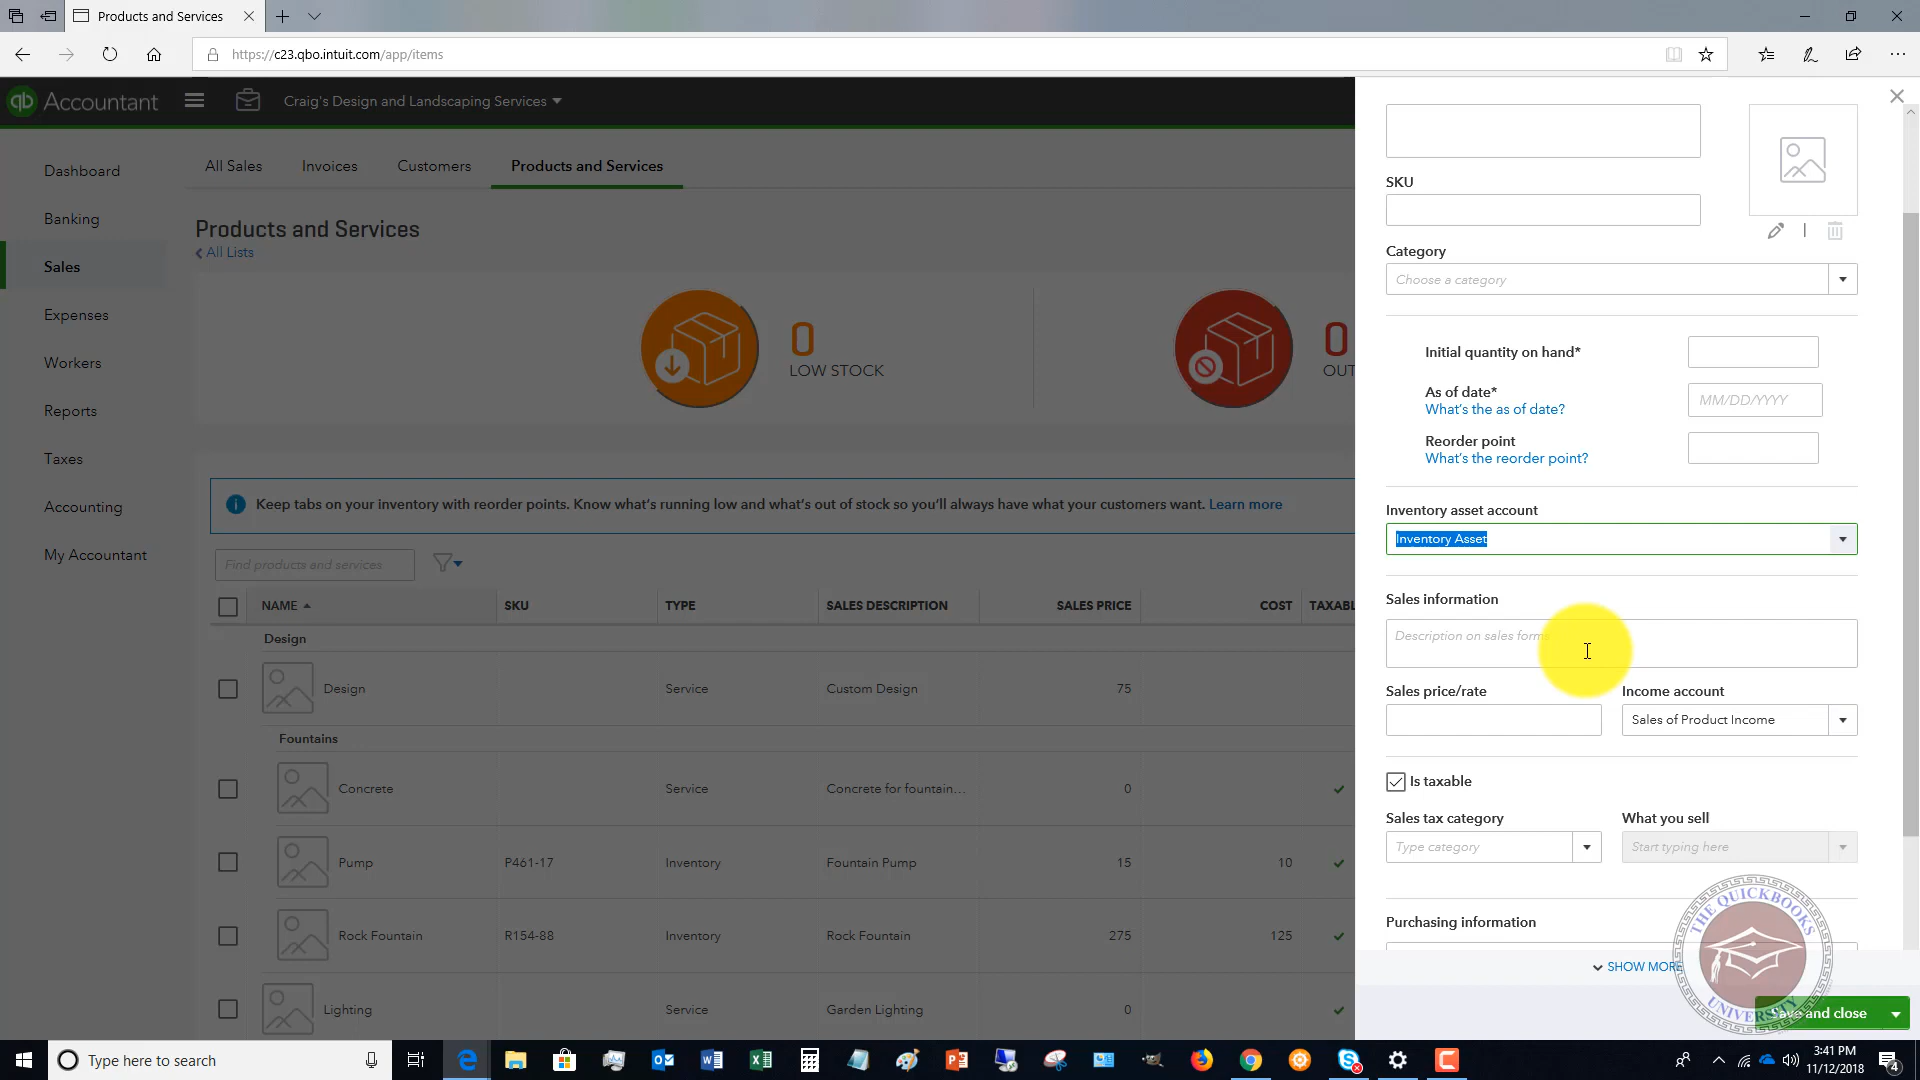 Products and Services
https://c23.qbo.intuit.com/app/items
qb Accountant
Craig's Design and Landscaping Services
Dashboard
Banking
Sales
Expenses
Workers
Reports
Taxes
Accounting
My Accountant
All Sales
Invoices
Customers
Products and Services
Products and Services
All Lists
0
LOW STOCK
0
OUT
Keep tabs on your inventory with reorder points. Know what's running low and what's out of stock so you'll always have what your customers want. Learn more
Find products and services
NAME SKU TYPE SALES DESCRIPTION SALES PRICE COST TAXABL
Design
Design Service Custom Design 75
Fountains
Concrete Service Concrete for fountain... 0
Pump P461-17 Inventory Fountain Pump 15 10
Rock Fountain R154-88 Inventory Rock Fountain 275 125
Lighting Service Garden Lighting 0
SKU
Category
Choose a category
Initial quantity on hand*
As of date*
What's the as of date?
MM/DD/YYYY
Reorder point
What's the reorder point?
Inventory asset account
Inventory Asset
Sales information
Description on sales forms
Sales price/rate
Income account
Sales of Product Income
Is taxable
Sales tax category
Type category
What you sell
Start typing here
Purchasing information
SHOW MORE
Save and close
THE QUICKBOOKS
UNIVERSITY
Type here to search
3:41 PM
11/12/2018
4